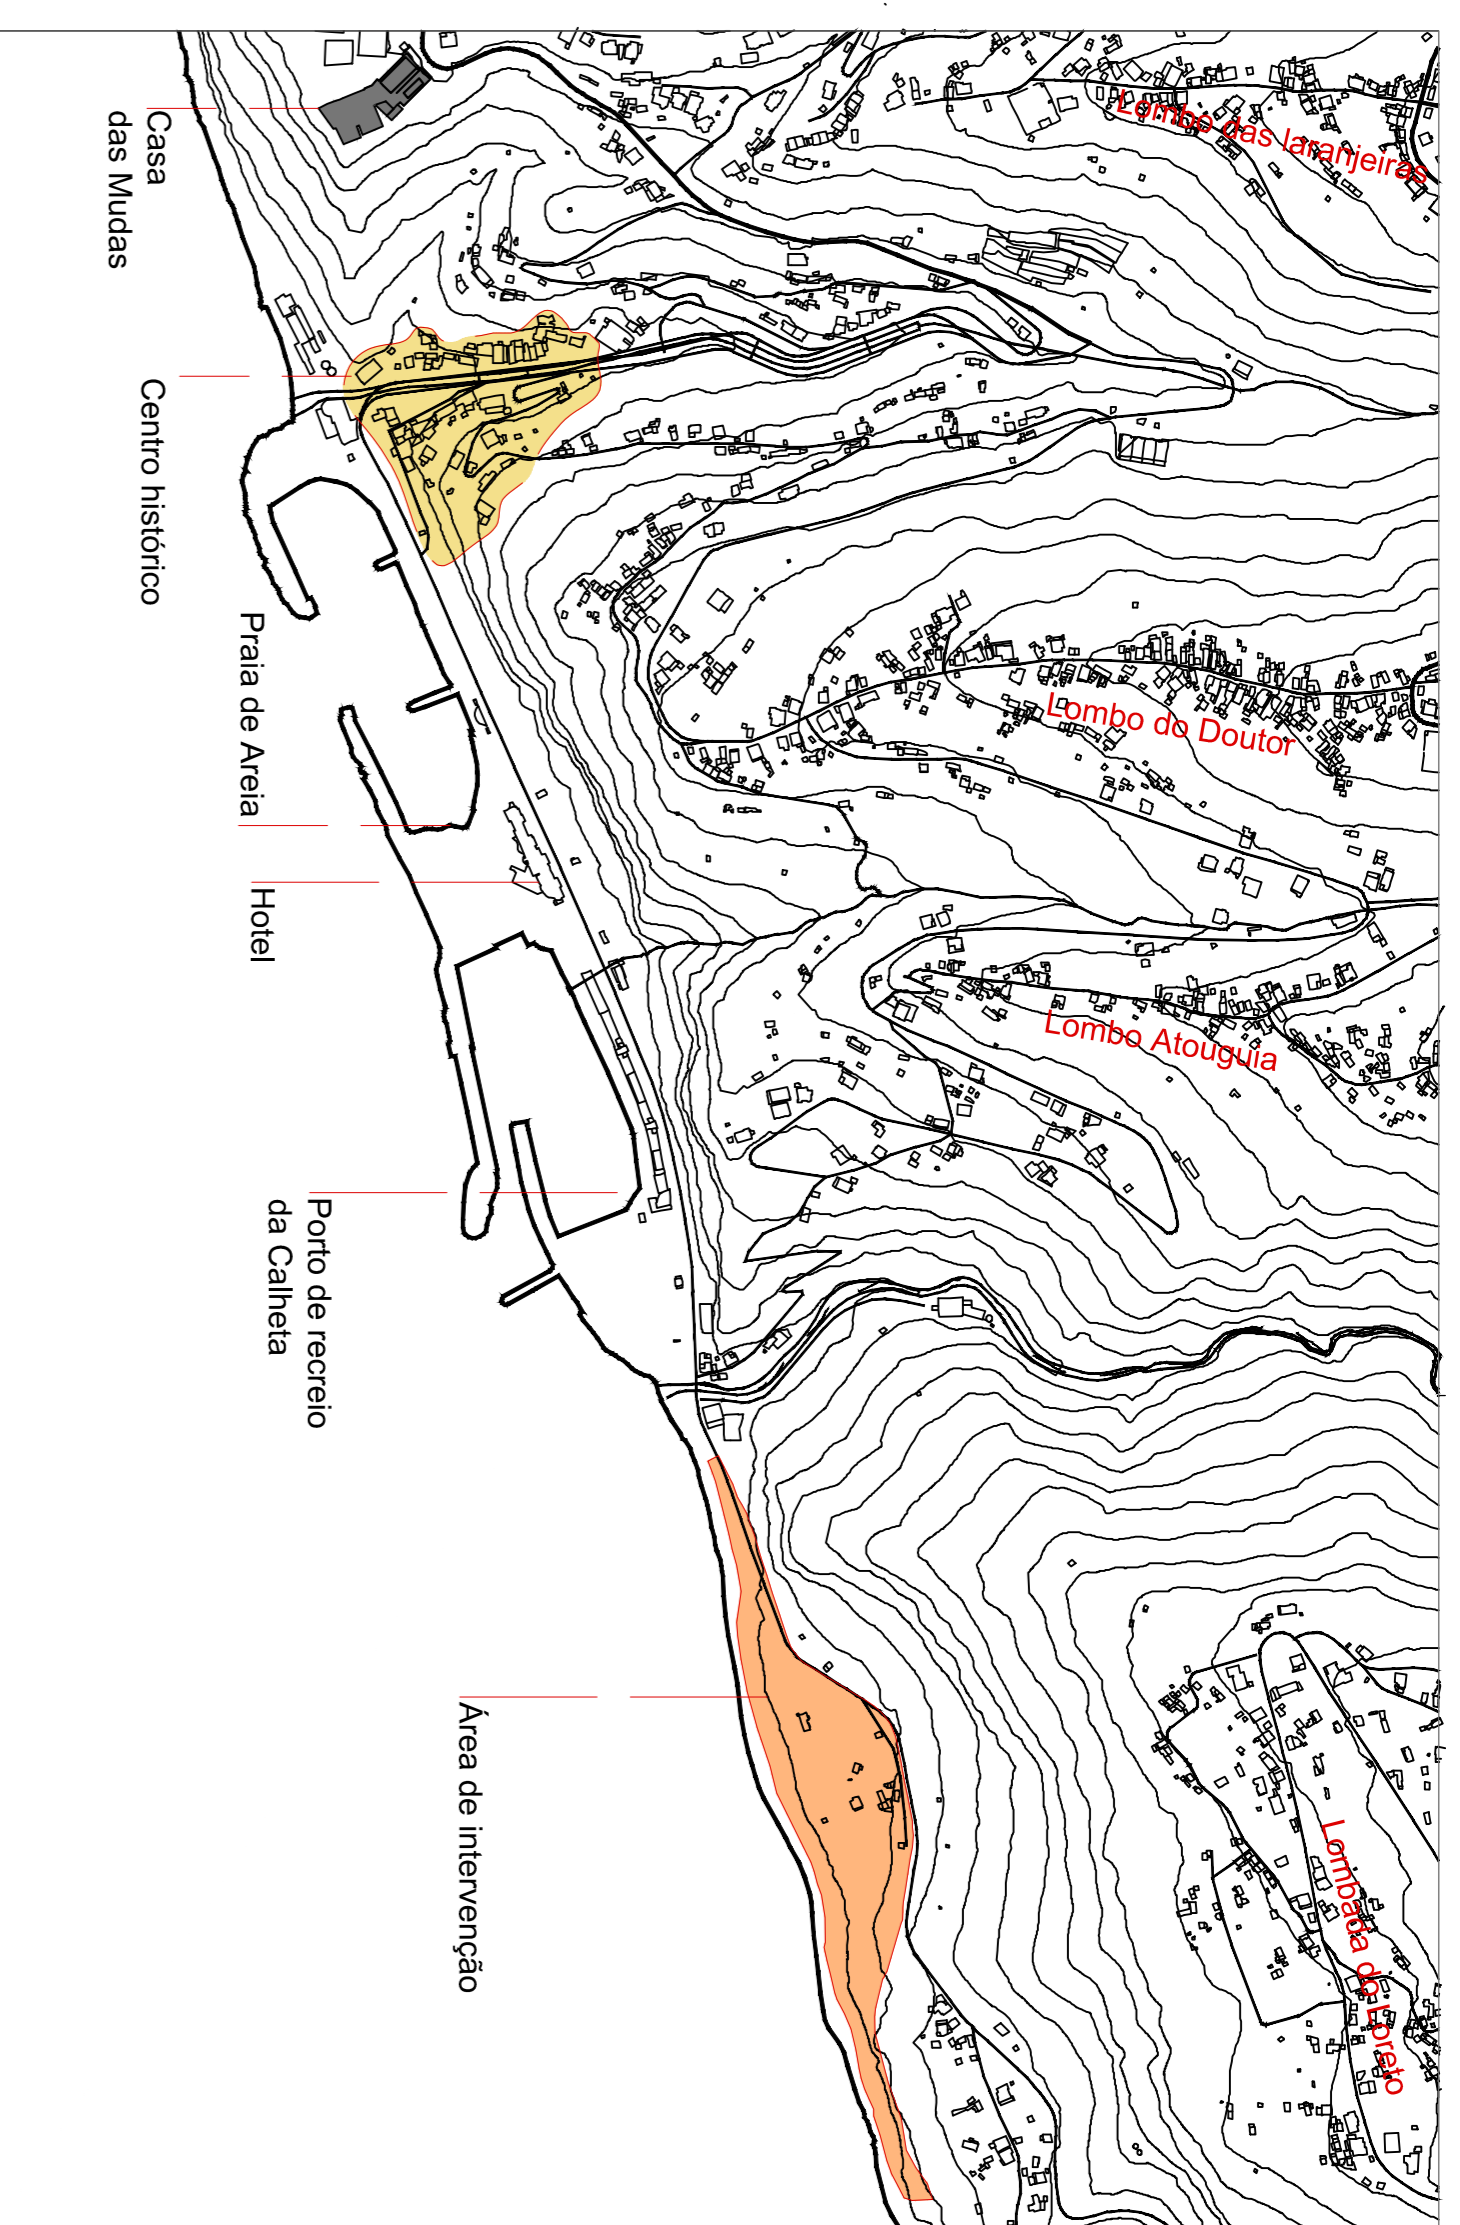 Lombo das laranjeiras
Lombo do Doutor
Lombo Atouguia
Lombada do Loreto
Casa
das Mudas
Centro histórico
Praia de Areia
Hotel
Porto de recreio
da Calheta
Área de intervenção